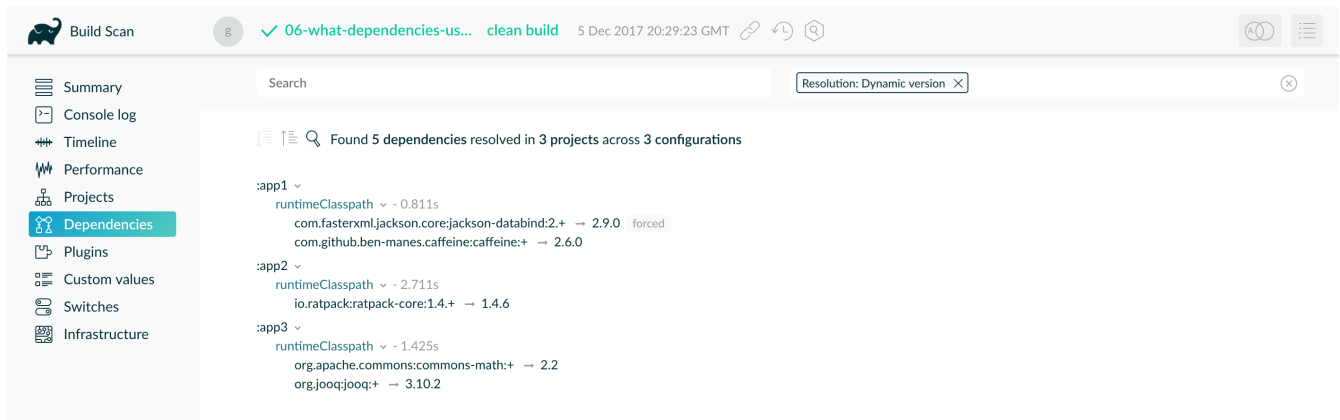 Build Scan
g
06-what-dependencies-us... clean build 5 Dec 2017 20:29:23 GMT
Summary
Console log
Timeline
Performance
Projects
Dependencies
Plugins
Custom values
Switches
Infrastructure
Search
Resolution: Dynamic version
Found 5 dependencies resolved in 3 projects across 3 configurations
:app1
runtimeClasspath - 0.811s
com.fasterxml.jackson.core:jackson-databind:2.+ → 2.9.0 forced
com.github.ben-manes.caffeine:caffeine:+ → 2.6.0
:app2
runtimeClasspath - 2.711s
io.ratpack:ratpack-core:1.4.+ → 1.4.6
:app3
runtimeClasspath - 1.425s
org.apache.commons:commons-math:+ → 2.2
org.jooq:jooq:+ → 3.10.2